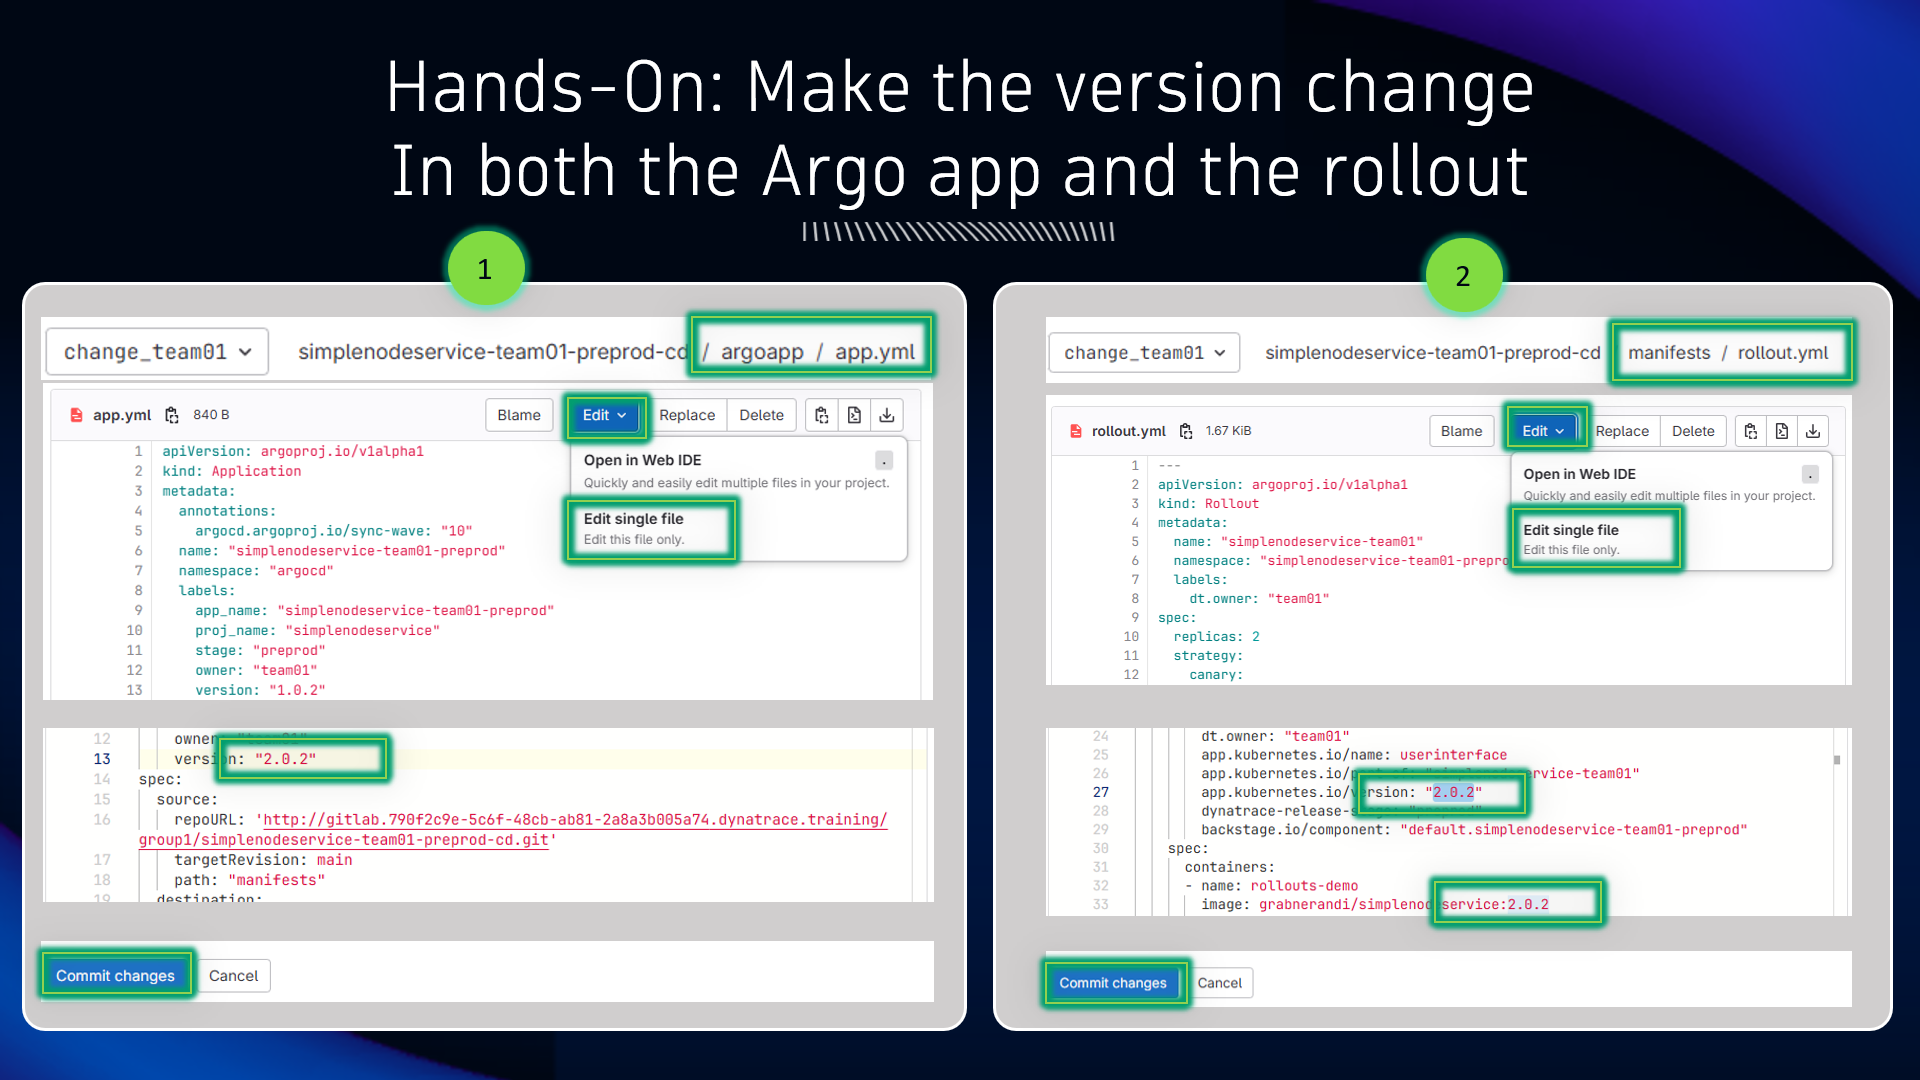 Hands-On: Make the version change
In both the Argo app and the rollout
1
change_team01
simplenodeservice-team01-preprod-cd / argoapp / app.yml
app.yml 840 B Blame Edit Replace Delete
1 apiVersion: argoproj.io/v1alpha1
2 kind: Application
3 metadata:
4 annotations:
5 argocd.argoproj.io/sync-wave: "10"
6 name: "simplenodeservice-team01-preprod"
7 namespace: "argocd"
8 labels:
9 app_name: "simplenodeservice-team01-preprod"
10 proj_name: "simplenodeservice"
11 stage: "preprod"
12 owner: "team01"
13 version: "1.0.2"
Open in Web IDE .
Quickly and easily edit multiple files in your project.
Edit single file
Edit this file only.
12 owner: "team01"
13 version: "2.0.2"
14 spec:
15 source:
16 repoURL: 'http://gitlab.790f2c9e-5c6f-48cb-ab81-2a8a3b005a74.dynatrace.training/
group1/simplenodeservice-team01-preprod-cd.git'
17 targetRevision: main
18 path: "manifests"
19 destination:
Commit changes Cancel
2
change_team01
simplenodeservice-team01-preprod-cd manifests / rollout.yml
rollout.yml 1.67 KiB Blame Edit Replace Delete
1 ---
2 apiVersion: argoproj.io/v1alpha1
3 kind: Rollout
4 metadata:
5 name: "simplenodeservice-team01"
6 namespace: "simplenodeservice-team01-prepro
7 labels:
8 dt.owner: "team01"
9 spec:
10 replicas: 2
11 strategy:
12 canary:
Open in Web IDE .
Quickly and easily edit multiple files in your project.
Edit single file
Edit this file only.
24 dt.owner: "team01"
25 app.kubernetes.io/name: userinterface
26 app.kubernetes.io/part-of: "simplenodeservice-team01"
27 app.kubernetes.io/version: "2.0.2"
28 dynatrace-release-stage: "preprod"
29 backstage.io/component: "default.simplenodeservice-team01-preprod"
30 spec:
31 containers:
32 - name: rollouts-demo
33 image: grabnerandi/simplenodeservice:2.0.2
Commit changes Cancel